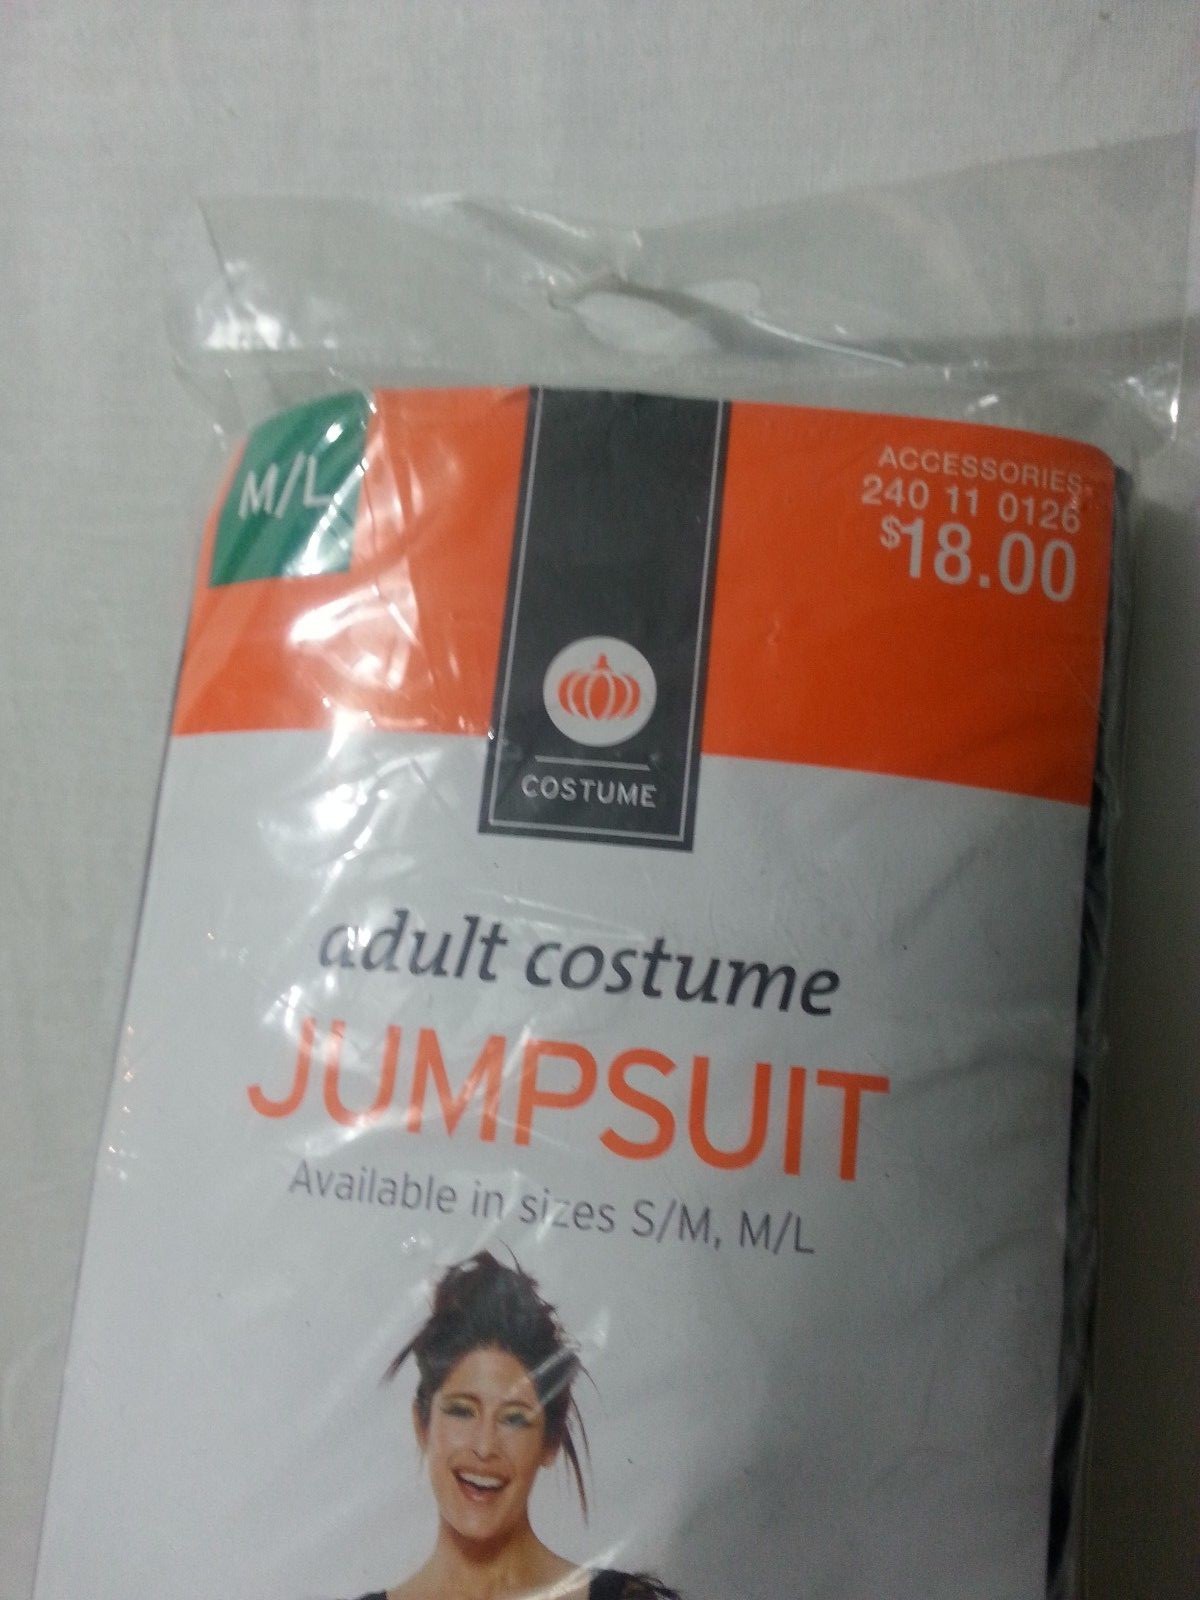 M/L
ACCESSORIES
240 11 0126
$18.00
COSTUME
adult costume
JUMPSUIT
Available in sizes S/M, M/L